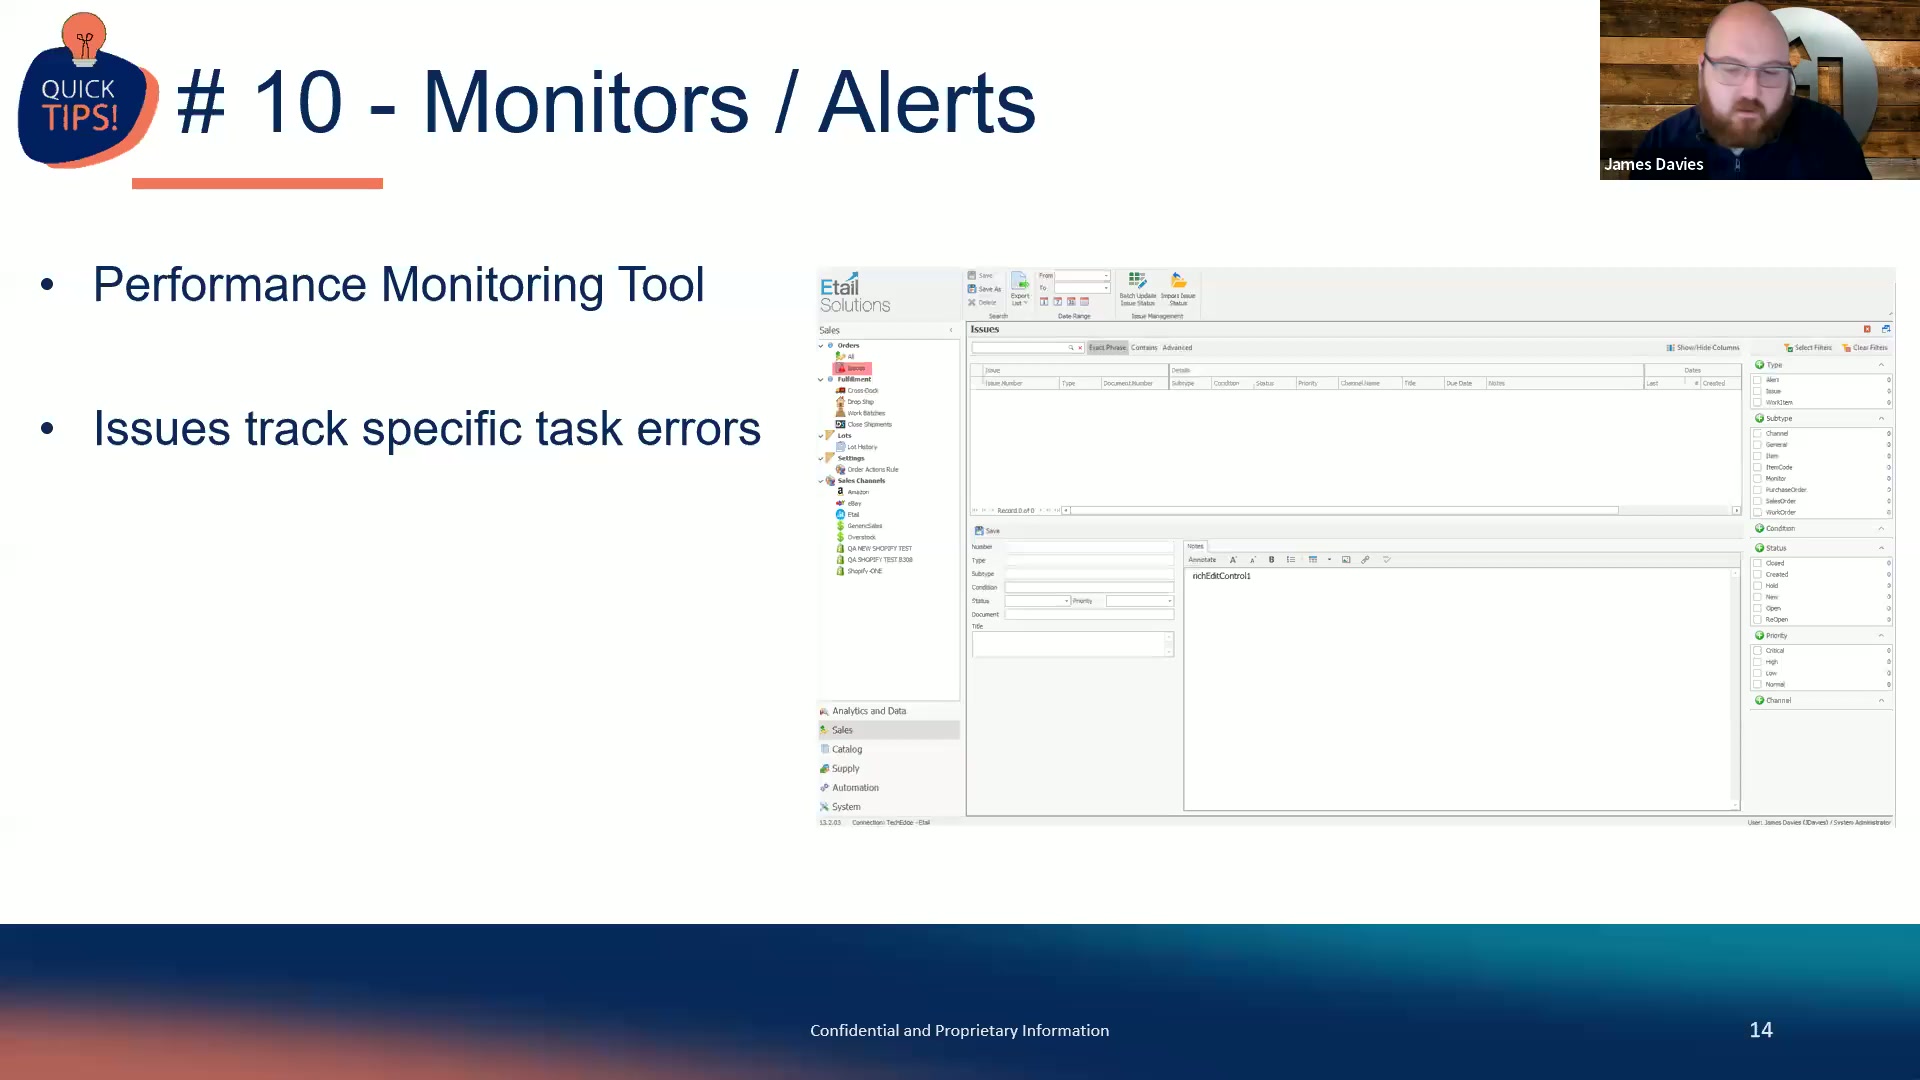 QUICK
TIPS!
# 10 - Monitors / Alerts
James Davies
• Performance Monitoring Tool
• Issues track specific task errors
Etail
Solutions
Save
Save As
Delete
Search
Export
List
From
To
Date Range
Batch Update
Issue Status
Import Issue
Status
Issue Management
Sales
Orders
All
Issues
Fulfillment
Cross-Dock
Drop Ship
Work Batches
Close Shipments
Lots
Lot History
Settings
Order Actions Rule
Sales Channels
Amazon
eBay
Etail
GenericSales
Overstock
QA NEW SHOPIFY TEST
QA SHOPIFY TEST B308
Shopify-ONE
Analytics and Data
Sales
Catalog
Supply
Automation
System
Issues
Exact Phrase Contains Advanced
Show/Hide Columns
Issue Details Dates
Issue Number Type Document Number Subtype Condition Status Priority Channel Name Title Due Date Notes Last Created
Record 0 of 0
Save
Number
Type
Subtype
Condition
Status Priority
Document
Title
Notes
Annotate
richEditControl1
Select Filters Clear Filters
Type
Alert 0
Issue 0
WorkItem 0
Subtype
Channel 0
General 0
Item 0
ItemCode 0
Monitor 0
PurchaseOrder 0
SalesOrder 0
WorkOrder 0
Condition
Status
Closed 0
Created 0
Hold 0
New 0
Open 0
ReOpen 0
Priority
Critical 0
High 0
Low 0
Normal 0
Channel
13.2.03 Connection: TechEdge - Etail
User: James Davies (JDavies) / System Administrator
Confidential and Proprietary Information
14